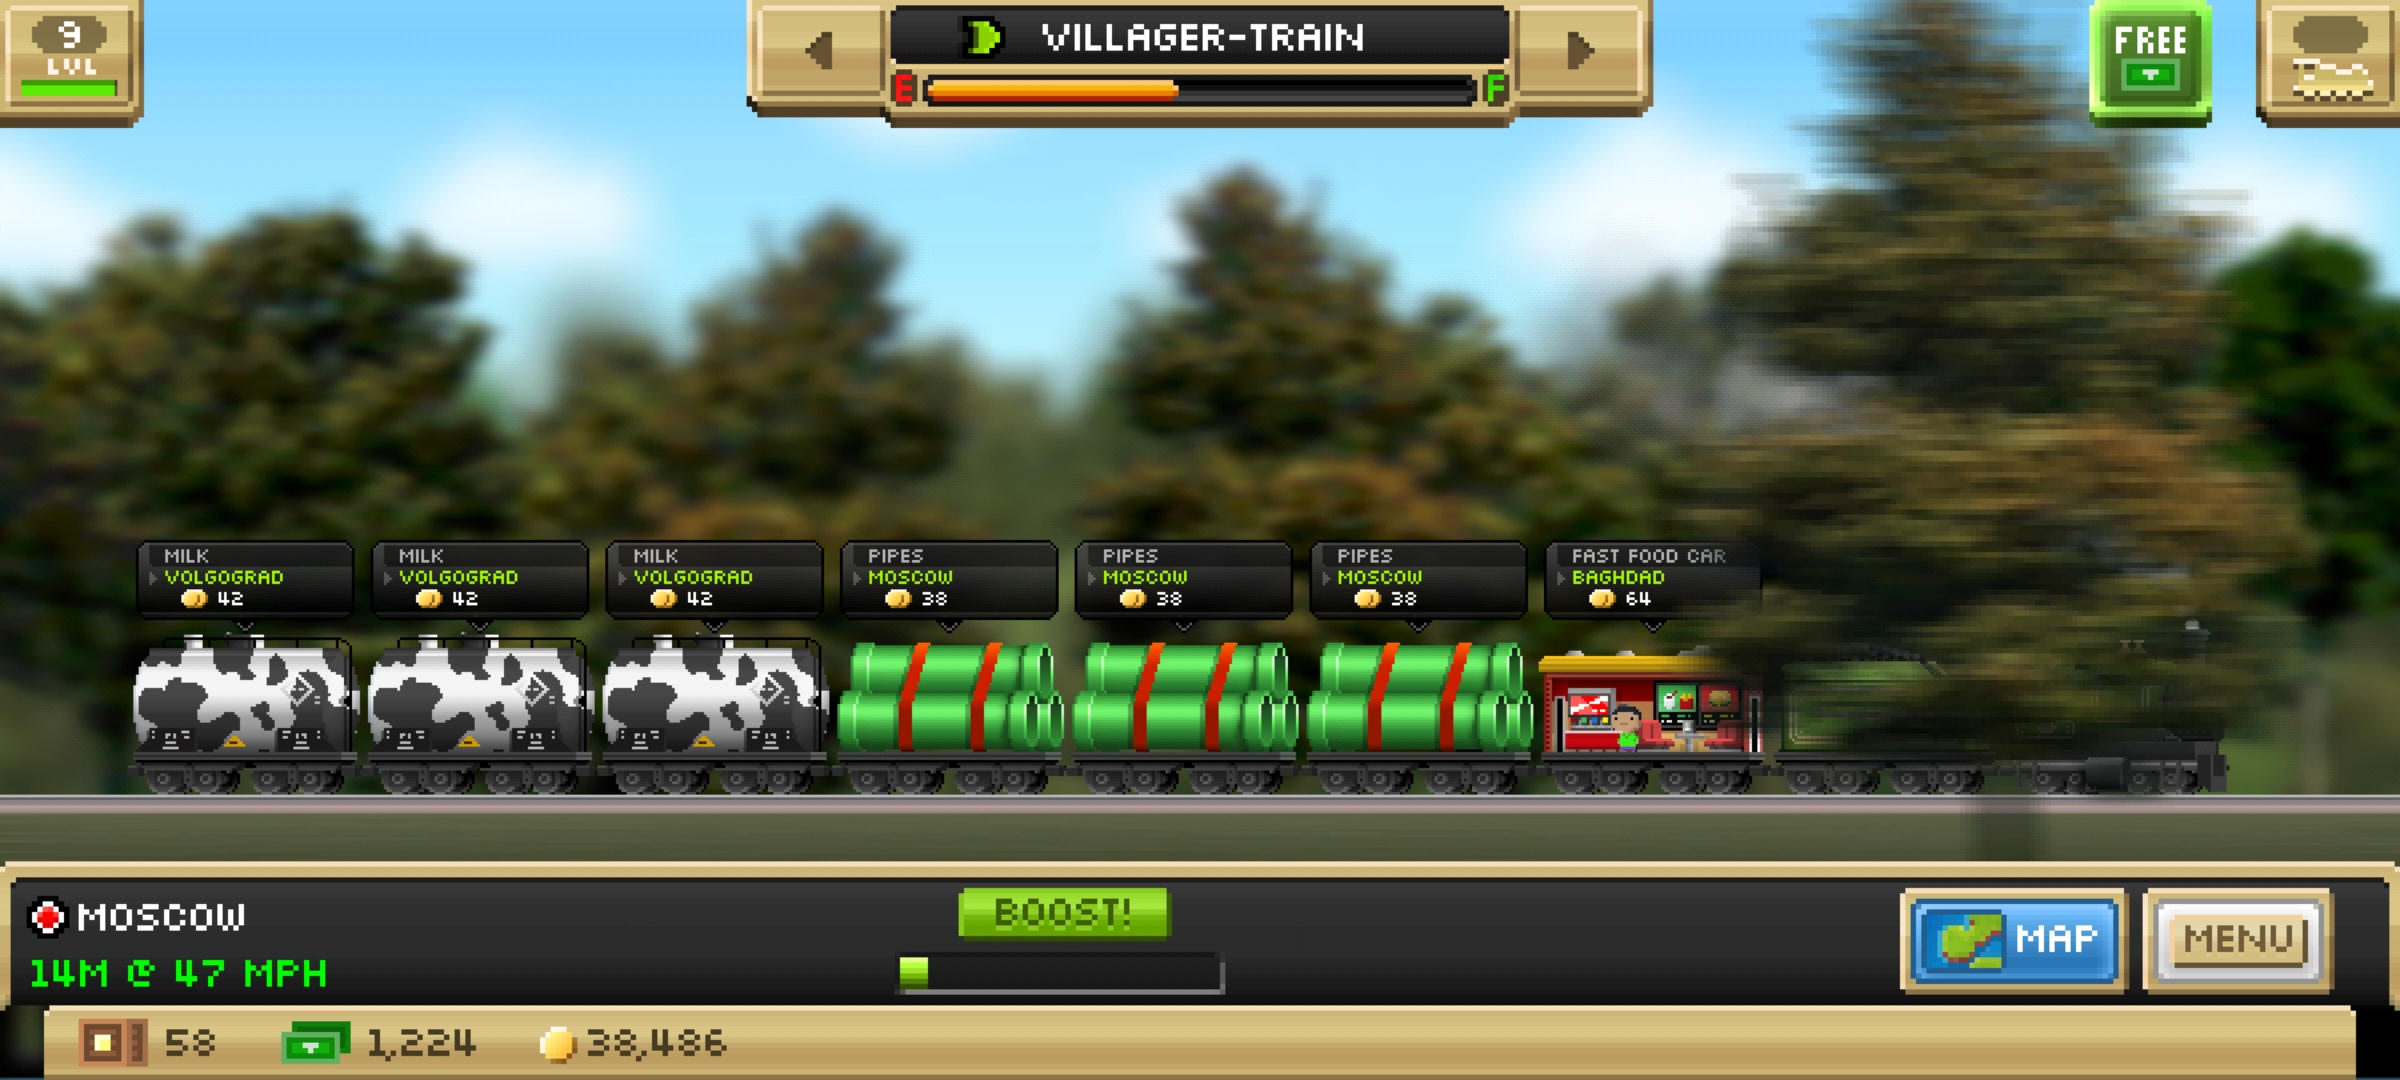 9
LVL
VILLAGER-TRAIN
E
F
FREE
MILK
VOLGOGRAD
42
MILK
VOLGOGRAD
42
MILK
VOLGOGRAD
42
PIPES
MOSCOW
38
PIPES
MOSCOW
38
PIPES
MOSCOW
38
FAST FOOD CAR
BAGHDAD
64
MOSCOW
14M @ 47 MPH
BOOST!
MAP
MENU
58
1,224
38,486